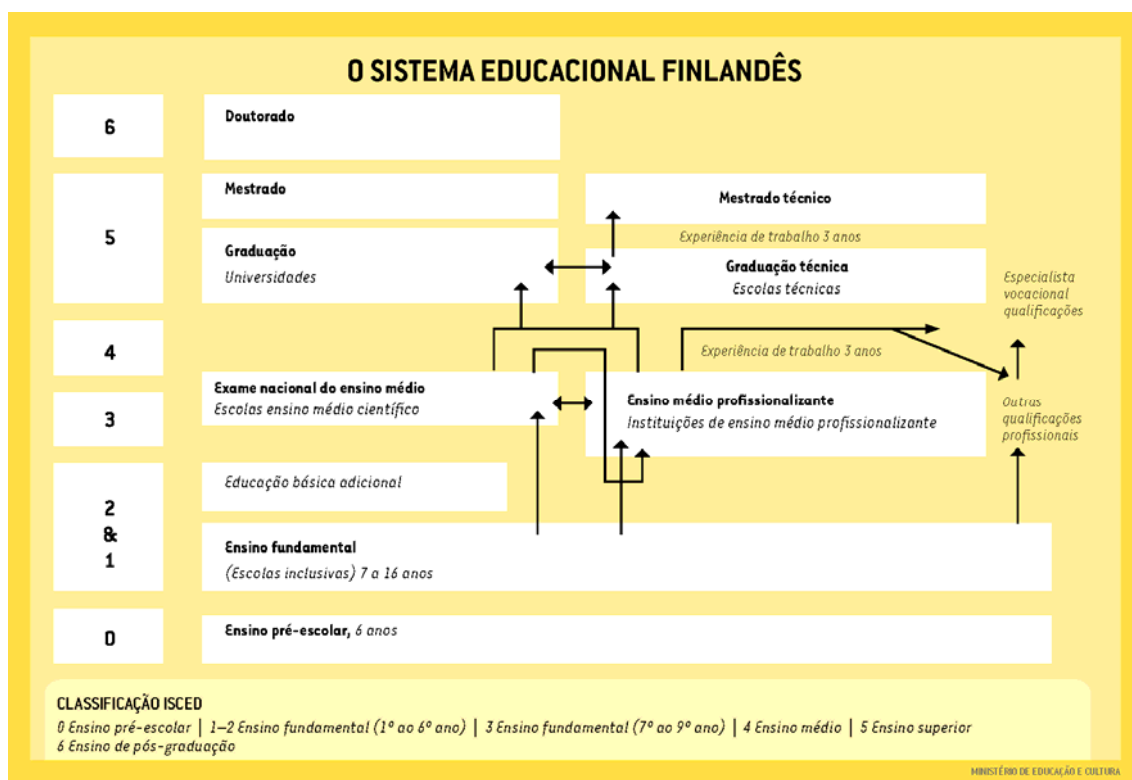 O SISTEMA EDUCACIONAL FINLANDÊS
6
Doutorado
5
Mestrado
Mestrado técnico
Experiência de trabalho 3 anos
Graduação
Universidades
Graduação técnica
Escolas técnicas
Especialista
vocacional
qualificações
4
Experiência de trabalho 3 anos
3
Exame nacional do ensino médio
Escolas ensino médio científico
Ensino médio profissionalizante
Instituições de ensino médio profissionalizante
Outras
qualificações
profissionais
2
&
1
Educação básica adicional
Ensino fundamental
(Escolas inclusivas) 7 a 16 anos
0
Ensino pré-escolar, 6 anos
CLASSIFICAÇÃO ISCED
0 Ensino pré-escolar | 1–2 Ensino fundamental (1º ao 6º ano) | 3 Ensino fundamental (7º ao 9º ano) | 4 Ensino médio | 5 Ensino superior
6 Ensino de pós-graduação
MINISTÉRIO DE EDUCAÇÃO E CULTURA